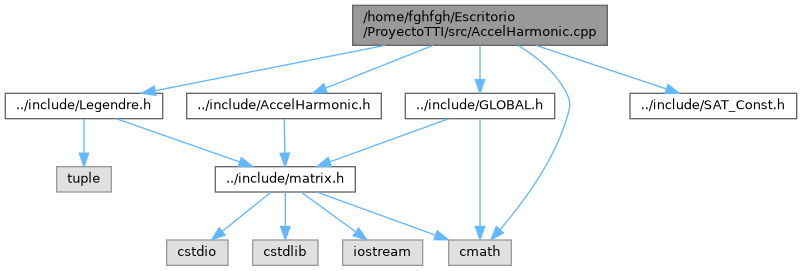 /home/fghfgh/Escritorio
/ProyectoTTI/src/AccelHarmonic.cpp
../include/Legendre.h
../include/AccelHarmonic.h
../include/GLOBAL.h
../include/SAT_Const.h
tuple
../include/matrix.h
cstdio
cstdlib
iostream
cmath